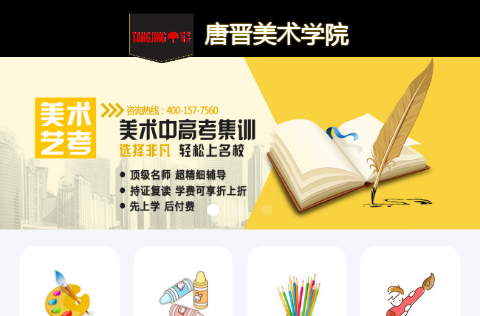 TANGJING
唐晋美术学院
美术
艺考
咨询热线：400-157-7560
美术中高考集训
选择非凡 轻松上名校
● 顶级名师 超精细辅导
● 持证复读 学费可享折上折
● 先上学 后付费